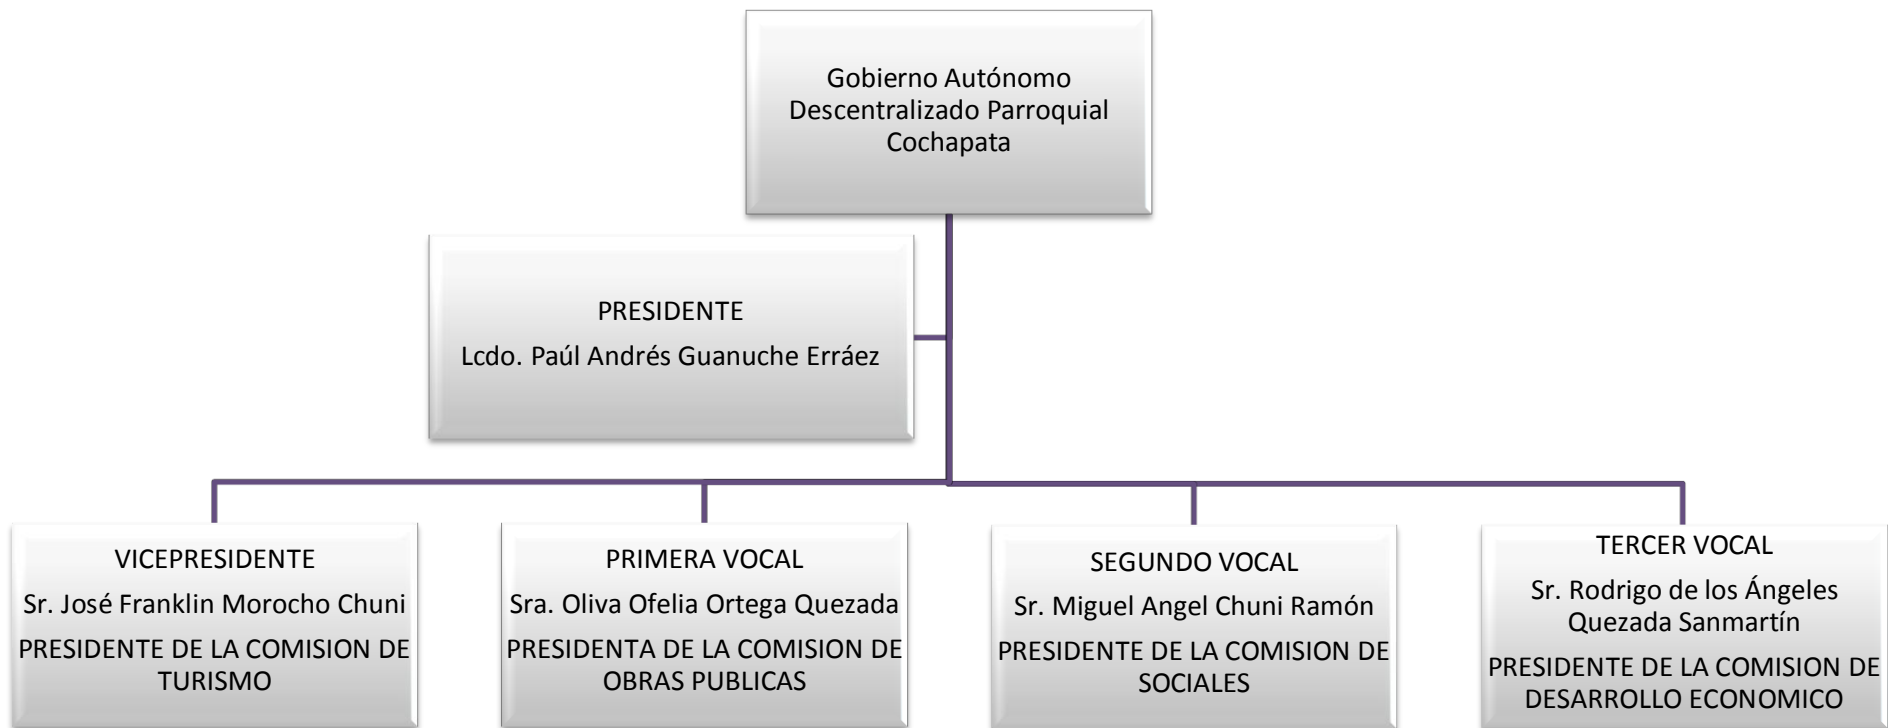 Gobierno Autónomo
Descentralizado Parroquial
Cochapata
PRESIDENTE
Lcdo. Paúl Andrés Guanuche Erráez
VICEPRESIDENTE
Sr. José Franklin Morocho Chuni
PRESIDENTE DE LA COMISION DE
TURISMO
PRIMERA VOCAL
Sra. Oliva Ofelia Ortega Quezada
PRESIDENTA DE LA COMISION DE
OBRAS PUBLICAS
SEGUNDO VOCAL
Sr. Miguel Angel Chuni Ramón
PRESIDENTE DE LA COMISION DE
SOCIALES
TERCER VOCAL
Sr. Rodrigo de los Ángeles
Quezada Sanmartín
PRESIDENTE DE LA COMISION DE
DESARROLLO ECONOMICO